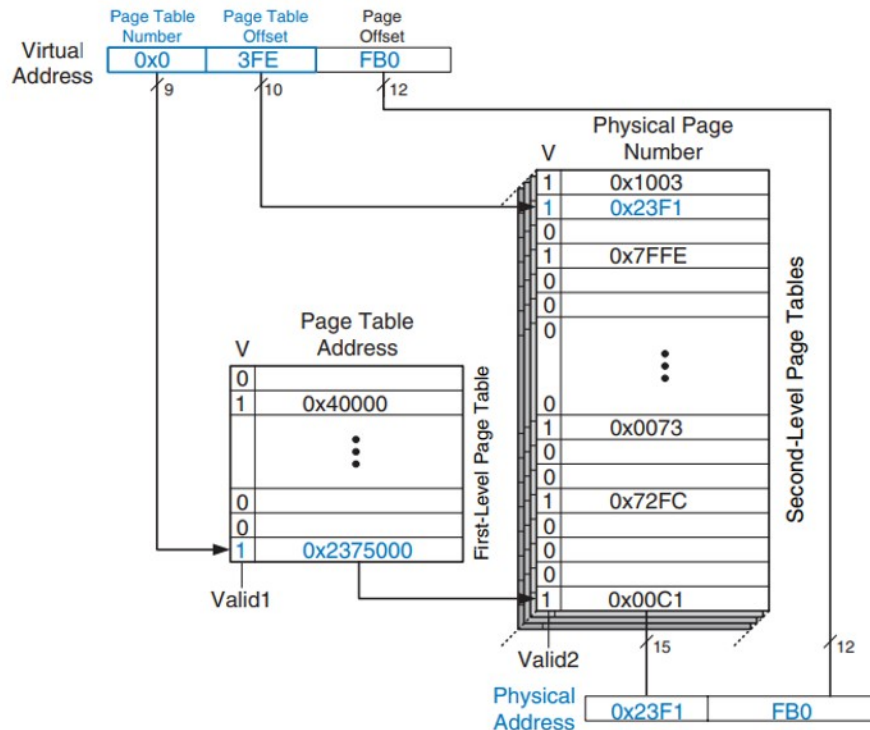 Page Table Number
Page Table Offset
Page Offset
Virtual Address
0x0
3FE
FB0
9
10
12
Physical Page Number
V
1 0x1003
1 0x23F1
0
1 0x7FFE
0
0
0
0
1 0x0073
0
0
1 0x72FC
0
0
0
1 0x00C1
Second-Level Page Tables
Page Table Address
V
0
1 0x40000
0
0
1 0x2375000
First-Level Page Table
Valid1
Valid2
15
12
Physical Address
0x23F1
FB0